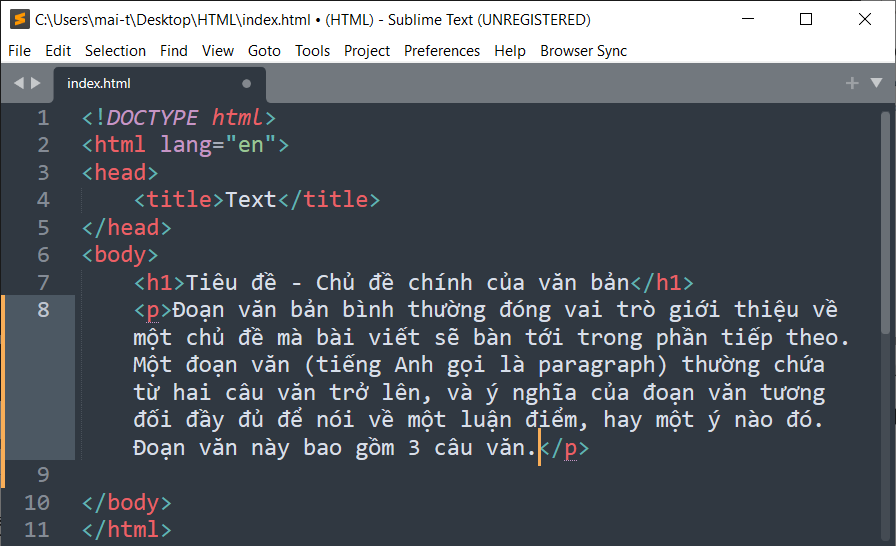 C:\Users\mai-t\Desktop\HTML\index.html • (HTML) - Sublime Text (UNREGISTERED)
File Edit Selection Find View Goto Tools Project Preferences Help Browser Sync
index.html
1 <!DOCTYPE html>
2 <html lang="en">
3 <head>
4 <title>Text</title>
5 </head>
6 <body>
7 <h1>Tiêu đề - Chủ đề chính của văn bản</h1>
8 <p>Đoạn văn bản bình thường đóng vai trò giới thiệu về
một chủ đề mà bài viết sẽ bàn tới trong phần tiếp theo.
Một đoạn văn (tiếng Anh gọi là paragraph) thường chứa
từ hai câu văn trở lên, và ý nghĩa của đoạn văn tương
đối đầy đủ để nói về một luận điểm, hay một ý nào đó.
Đoạn văn này bao gồm 3 câu văn.</p>
9
10 </body>
11 </html>